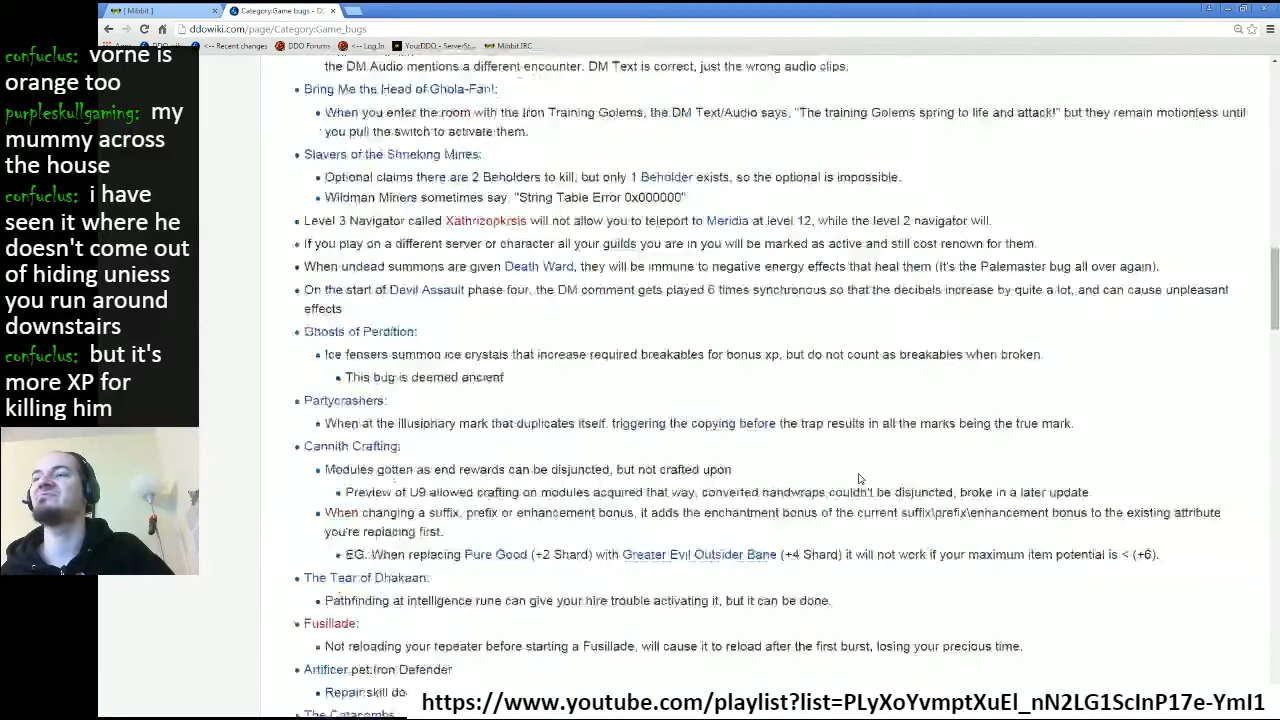 [ Mibbit ]
Category:Game bugs - DD
ddowiki.com/page/Category:Game_bugs
<-- Recent changes
DDO Forums
<-- Log In
YourDDO - ServerSt...
Mibbit IRC
confuclus: vorne is
orange too
purpleskullgaming: my
mummy across
the house
confuclus: i have
seen it where he
doesn't come out
of hiding uniess
you run around
downstairs
confuclus: but it's
more XP for
killing him
the DM Audio mentions a different encounter. DM Text is correct, just the wrong audio clips.
Bring Me the Head of Ghola-Fan!:
When you enter the room with the Iron Training Golems, the DM Text/Audio says, "The training Golems spring to life and attack!" but they remain motionless until
you pull the switch to activate them.
Slavers of the Shrieking Mines:
Optional claims there are 2 Beholders to kill, but only 1 Beholder exists, so the optional is impossible.
Wildman Miners sometimes say, "String Table Error 0x000000"
Level 3 Navigator called Xathrizopkrsis will not allow you to teleport to Meridia at level 12, while the level 2 navigator will.
If you play on a different server or character all your guilds you are in you will be marked as active and still cost renown for them.
When undead summons are given Death Ward, they will be immune to negative energy effects that heal them (It's the Palemaster bug all over again).
On the start of Devil Assault phase four, the DM comment gets played 6 times synchronous so that the decibels increase by quite a lot, and can cause unpleasant
effects
Ghosts of Perdition:
Ice fensers summon ice crystals that increase required breakables for bonus xp, but do not count as breakables when broken.
This bug is deemed
Partycrashers:
When at the illusiphary mark that duplicates itself, triggering the copying before the trap results in all the marks being the true mark.
Cannith Crafting:
Modules gotten as end rewards can be disjuncted, but not crafted upon
Preview of U9 allowed crafting on modules acquired that way, converted handwraps couldn't be disjuncted, broke in a later update
When changing a suffix, prefix or enhancement bonus, it adds the enchantment bonus of the current suffix\prefix\enhancement bonus to the existing attribute
you're replacing first.
EG. When replacing Pure Good (+2 Shard) with Greater Evil Outsider Bane (+4 Shard) it will not work if your maximum item potential is < (+6).
The Tear of Dhakaan:
Pathfinding at intelligence rune can give your hire trouble activating it, but it can be done.
Fusillade:
Not reloading your repeater before starting a Fusillade, will cause it to reload after the first burst, losing your precious time.
Artificer pet:Iron Defender
Repair skill do
The Catacombs
https://www.youtube.com/playlist?list=PLyXoYvmptXuEl_nN2LG1ScInP17e-YmI1